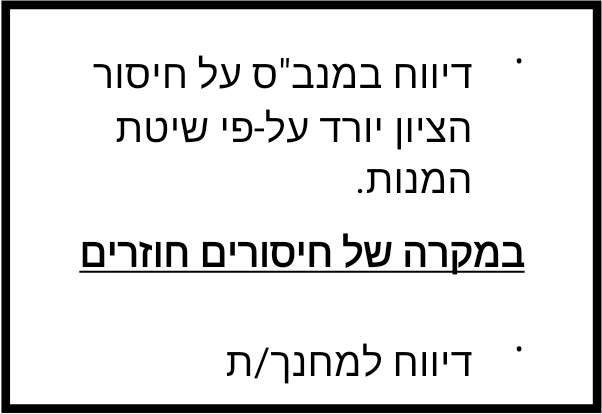 • דיווח במנב"ס על חיסור
הציון יורד על-פי שיטת
המנות.
במקרה של חיסורים חוזרים
• דיווח למחנך/ת